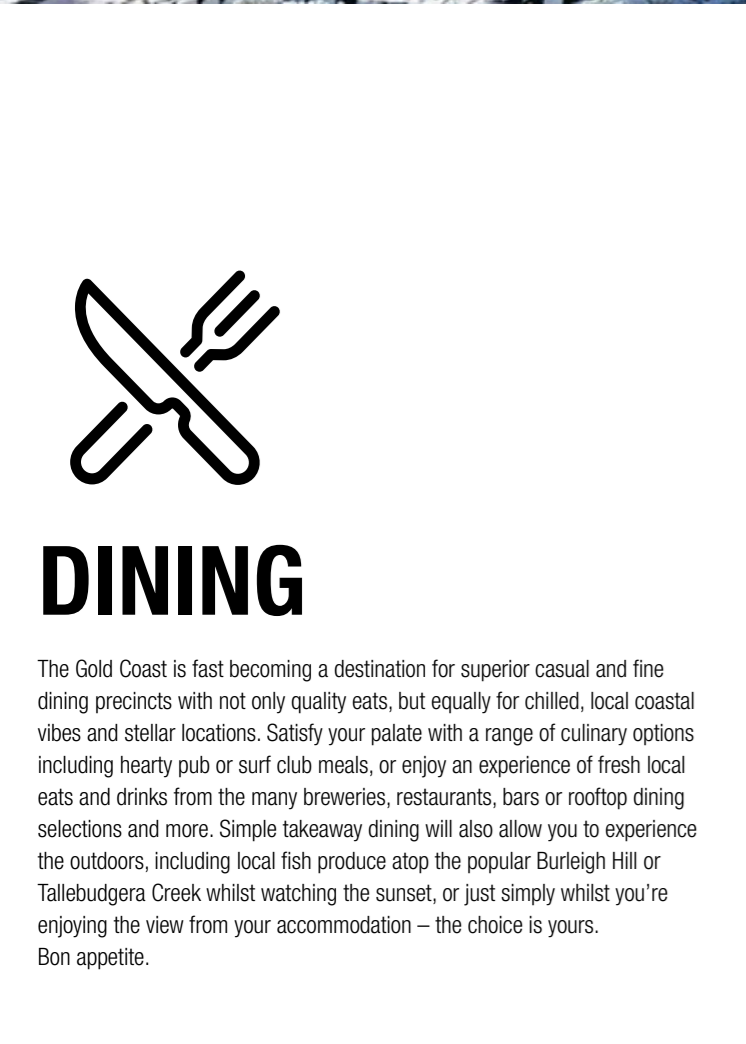 DINING
The Gold Coast is fast becoming a destination for superior casual and fine
dining precincts with not only quality eats, but equally for chilled, local coastal
vibes and stellar locations. Satisfy your palate with a range of culinary options
including hearty pub or surf club meals, or enjoy an experience of fresh local
eats and drinks from the many breweries, restaurants, bars or rooftop dining
selections and more. Simple takeaway dining will also allow you to experience
the outdoors, including local fish produce atop the popular Burleigh Hill or
Tallebudgera Creek whilst watching the sunset, or just simply whilst you’re
enjoying the view from your accommodation – the choice is yours.
Bon appetite.